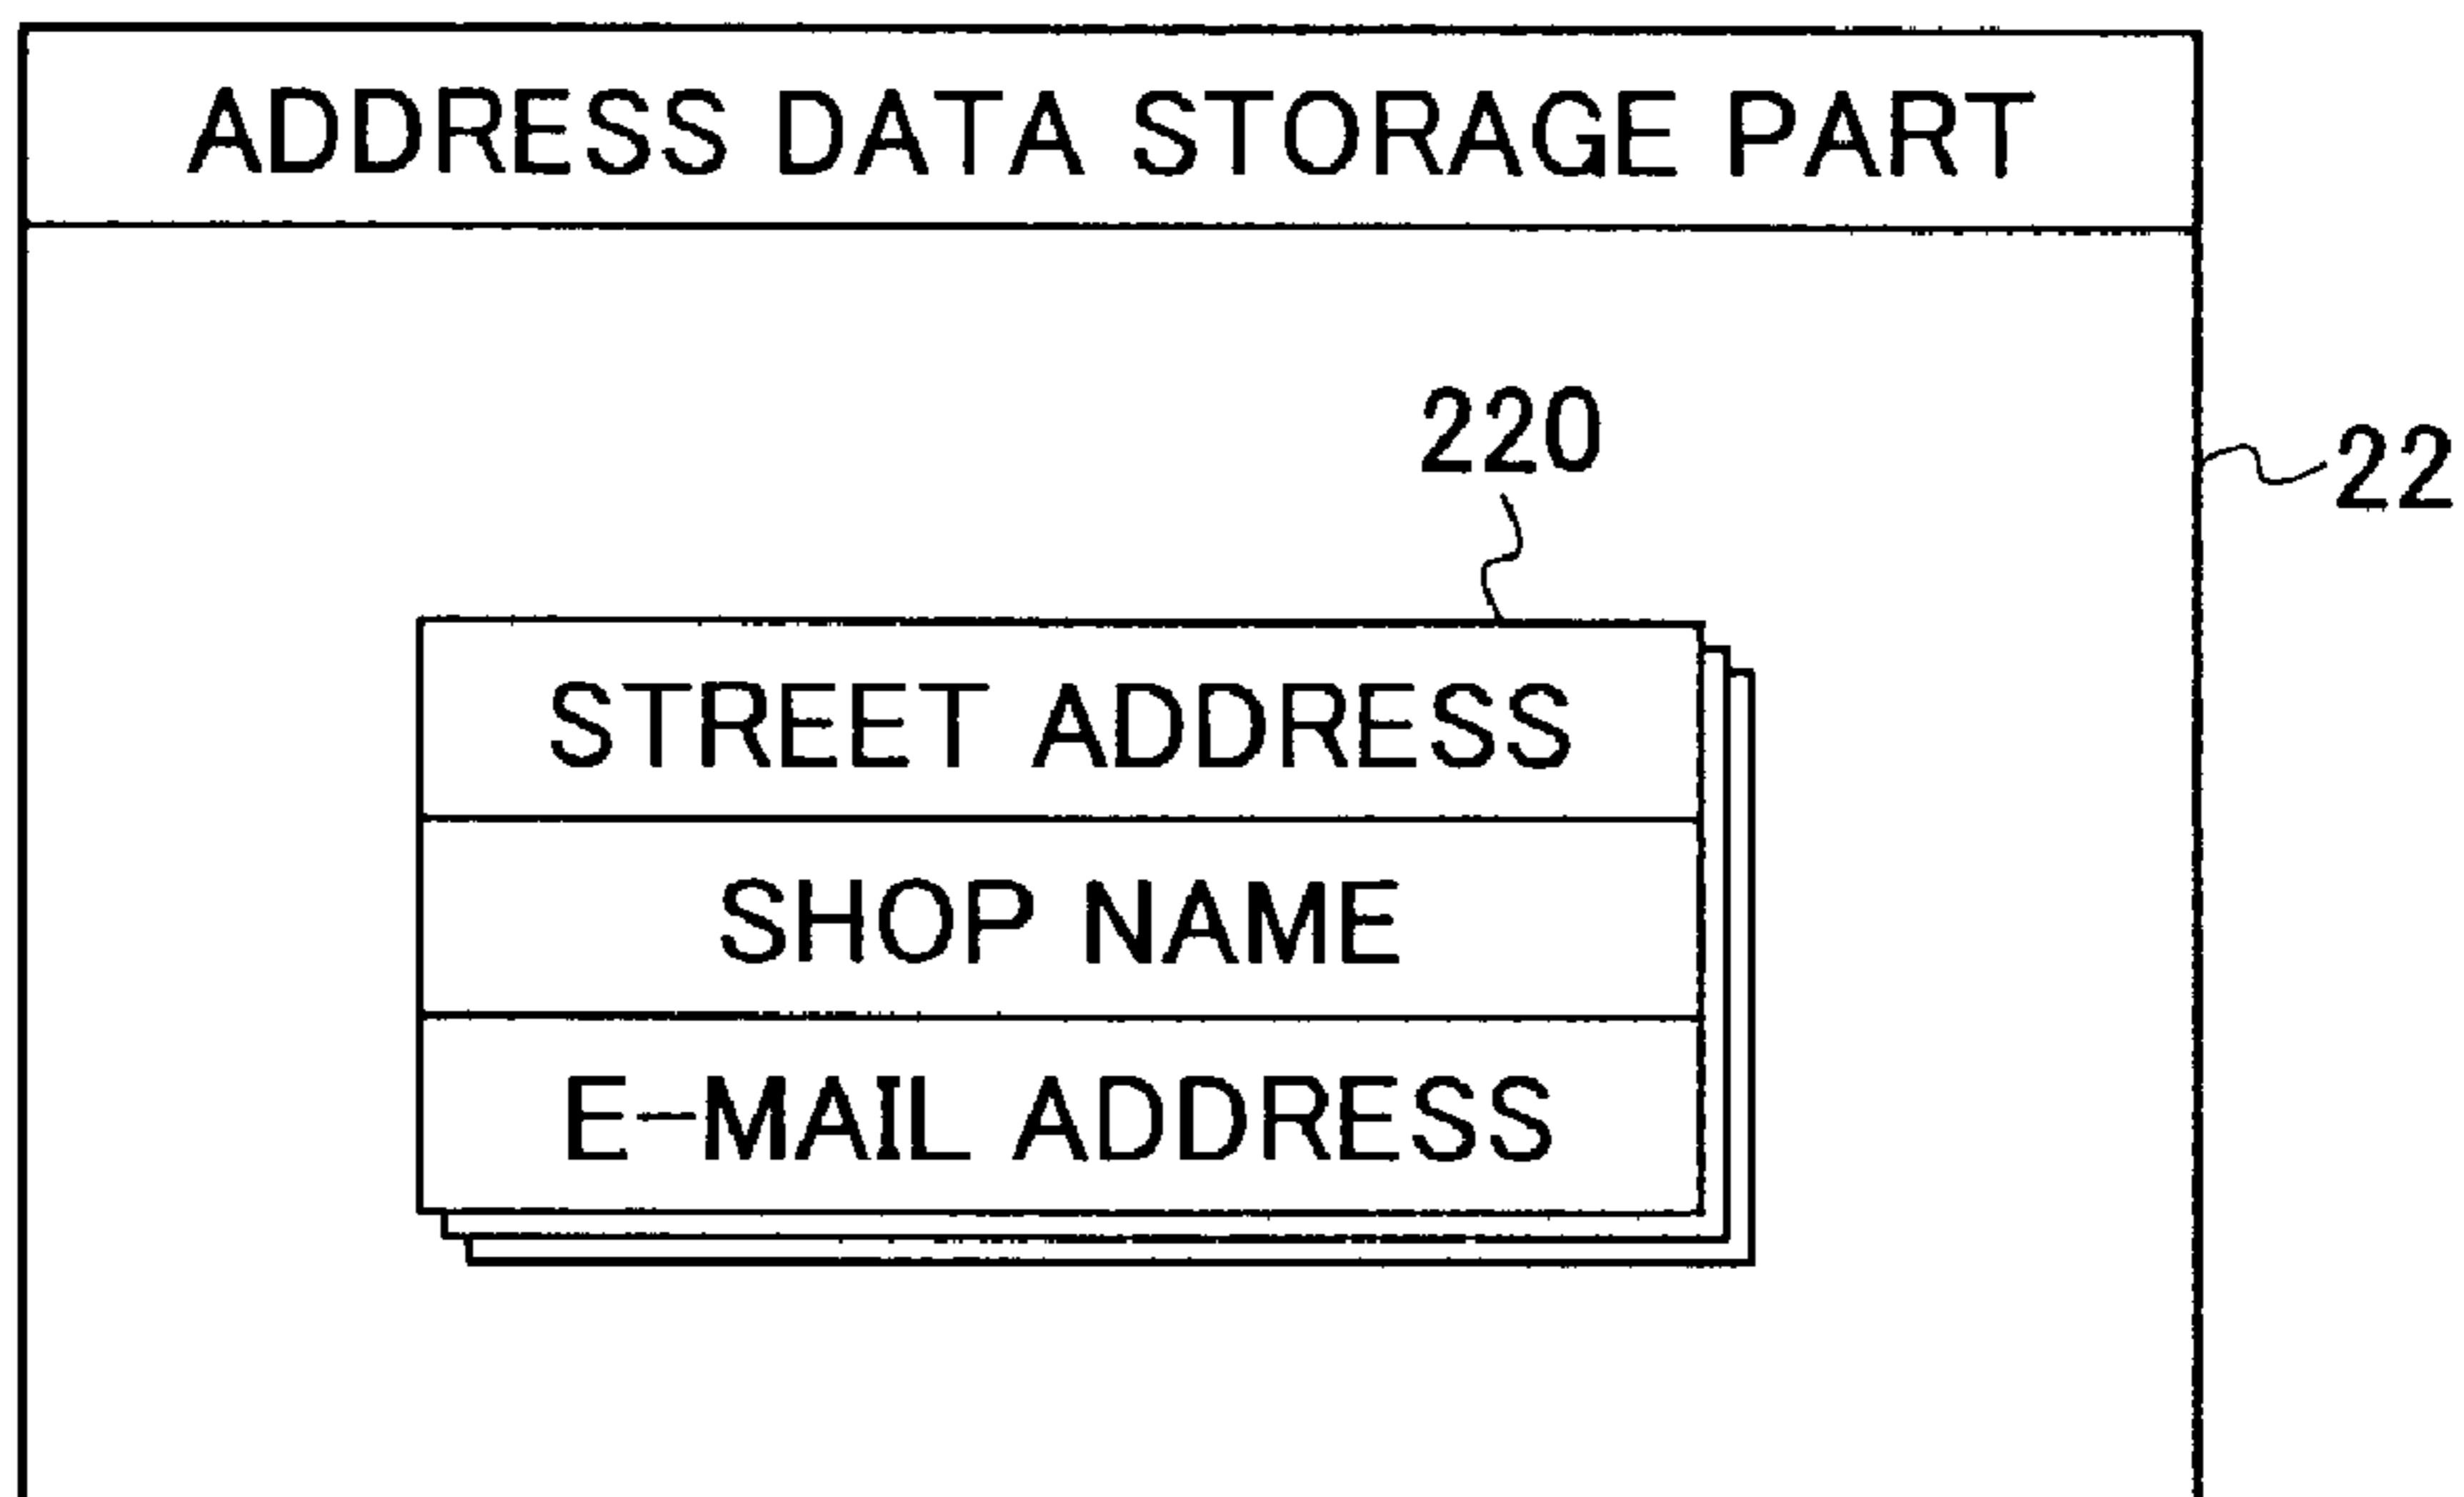 ADDRESS DATA STORAGE PART
220
22
STREET ADDRESS
SHOP NAME
E-MAIL ADDRESS